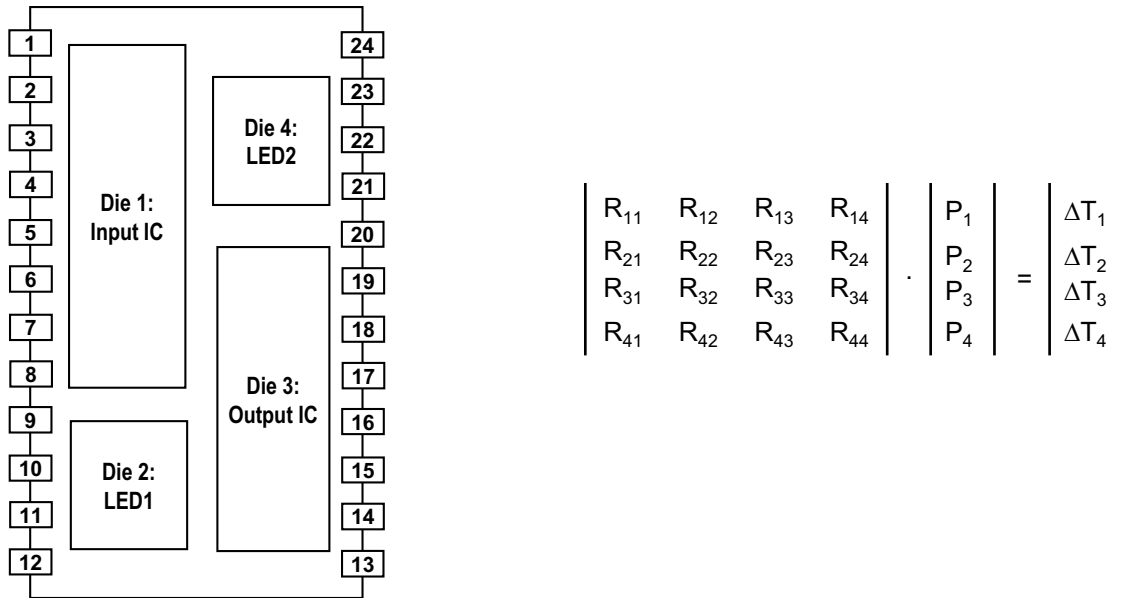 1
2
3
4
5
6
7
8
9
10
11
12
24
23
22
21
20
19
18
17
16
15
14
13
Die 1:
Input IC
Die 2:
LED1
Die 4:
LED2
Die 3:
Output IC
R₁₁ R₁₂ R₁₃ R₁₄ P₁ ΔT₁
R₂₁ R₂₂ R₂₃ R₂₄ P₂ ΔT₂
· =
R₃₁ R₃₂ R₃₃ R₃₄ P₃ ΔT₃
R₄₁ R₄₂ R₄₃ R₄₄ P₄ ΔT₄